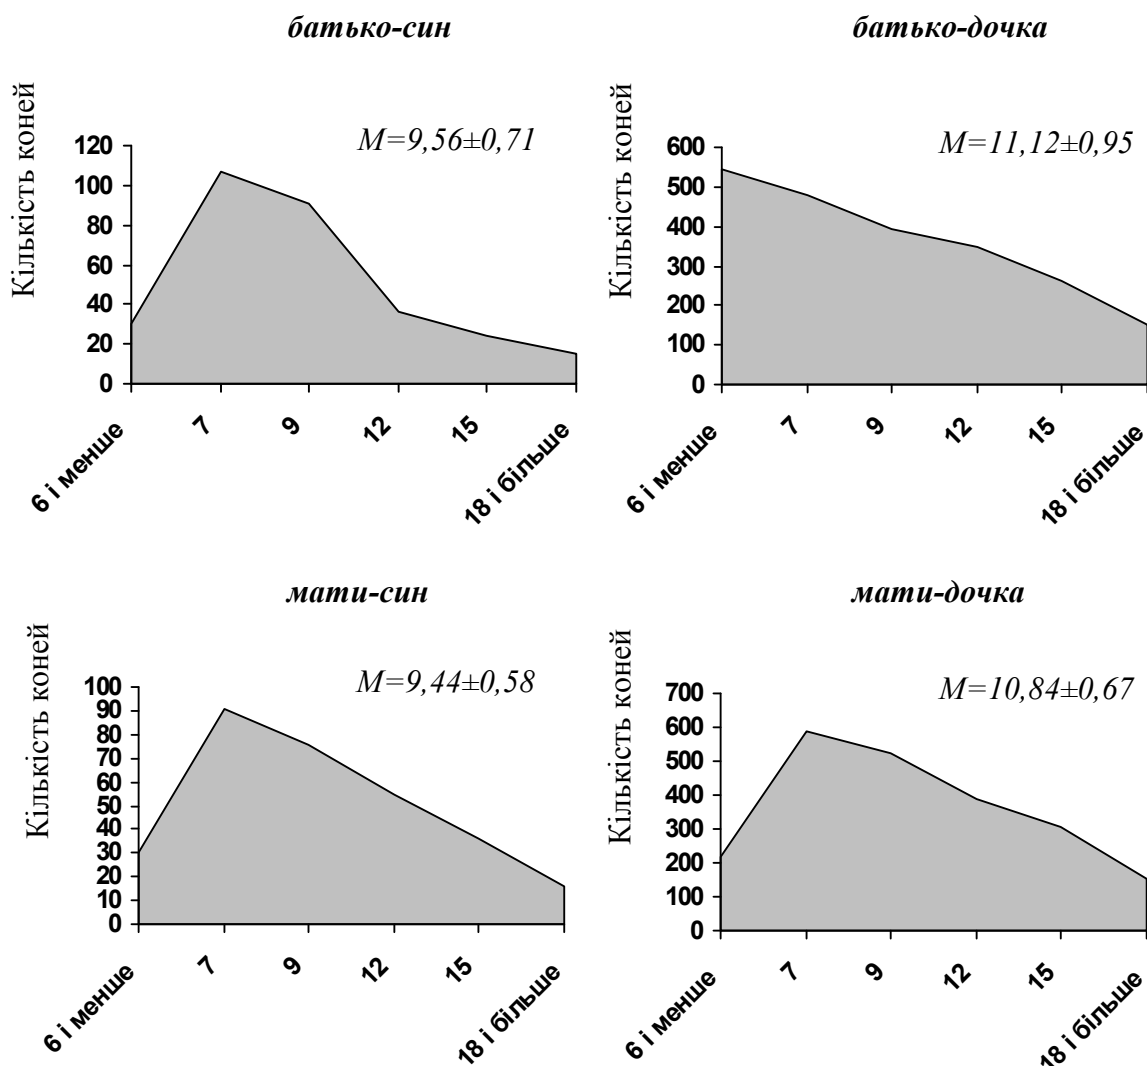 батько-син
Кількість коней
M=9,56±0,71
120
100
80
60
40
20
0
6 і менше
7
9
12
15
18 і більше
батько-дочка
Кількість коней
M=11,12±0,95
600
500
400
300
200
100
0
6 і менше
7
9
12
15
18 і більше
мати-син
Кількість коней
M=9,44±0,58
100
90
80
70
60
50
40
30
20
10
0
6 і менше
7
9
12
15
18 і більше
мати-дочка
Кількість коней
M=10,84±0,67
700
600
500
400
300
200
100
0
6 і менше
7
9
12
15
18 і більше